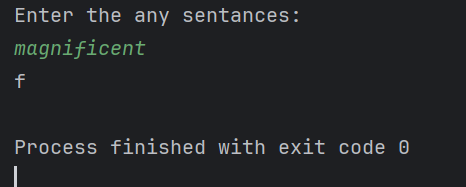 Enter the any sentances:
magnificent
f
Process finished with exit code 0